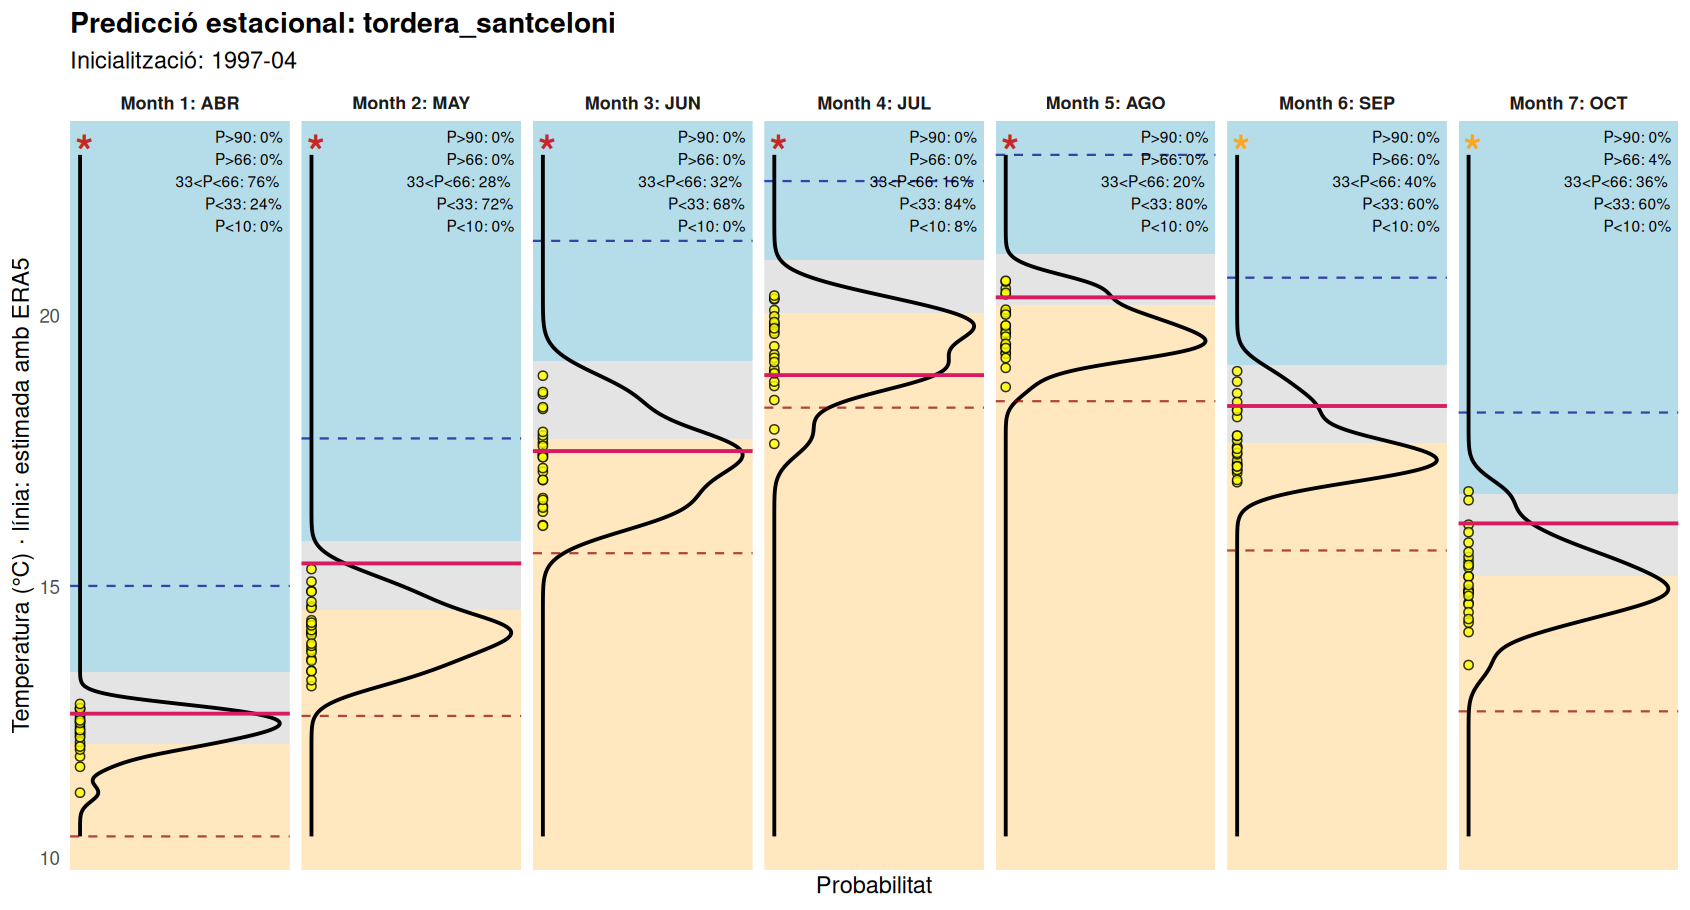 Predicció estacional: tordera_santceloni
Inicialització: 1997-04
Month 1: ABR
Month 2: MAY
Month 3: JUN
Month 4: JUL
Month 5: AGO
Month 6: SEP
Month 7: OCT
P>90: 0%
P>66: 0%
33<P<66: 76%
P<33: 24%
P<10: 0%
P>90: 0%
P>66: 0%
33<P<66: 28%
P<33: 72%
P<10: 0%
P>90: 0%
P>66: 0%
33<P<66: 32%
P<33: 68%
P<10: 0%
P>90: 0%
P>66: 0%
33<P<66: 16%
P<33: 84%
P<10: 8%
P>90: 0%
P>66: 0%
33<P<66: 20%
P<33: 80%
P<10: 0%
P>90: 0%
P>66: 0%
33<P<66: 40%
P<33: 60%
P<10: 0%
P>90: 0%
P>66: 4%
33<P<66: 36%
P<33: 60%
P<10: 0%
Temperatura (°C) · línia: estimada amb ERA5
20
15
10
Probabilitat